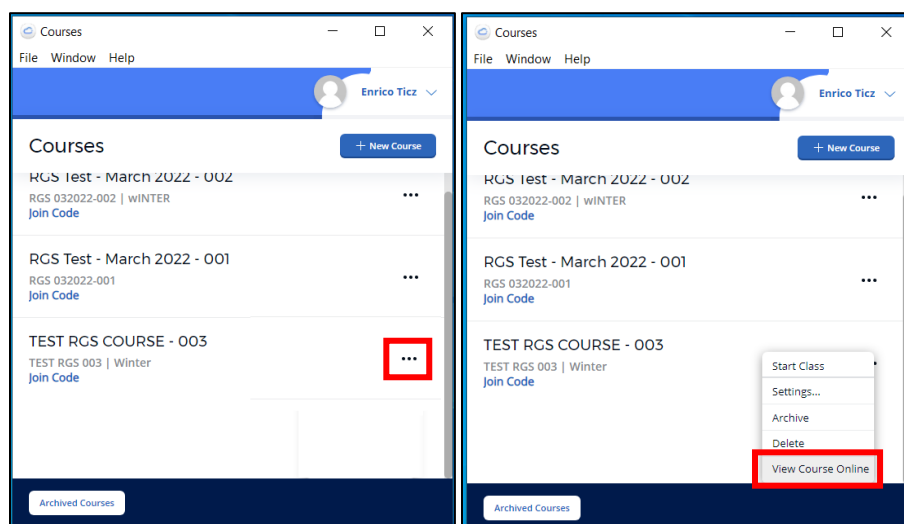 Courses
File Window Help
Enrico Ticz
Courses
+ New Course
RGS Test - March 2022 - 002
RGS 032022-002 | wINTER
Join Code
RGS Test - March 2022 - 001
RGS 032022-001
Join Code
TEST RGS COURSE - 003
TEST RGS 003 | Winter
Join Code
Archived Courses
Courses
File Window Help
Enrico Ticz
Courses
+ New Course
RGS Test - March 2022 - 002
RGS 032022-002 | wINTER
Join Code
RGS Test - March 2022 - 001
RGS 032022-001
Join Code
TEST RGS COURSE - 003
TEST RGS 003 | Winter
Join Code
Start Class
Settings...
Archive
Delete
View Course Online
Archived Courses